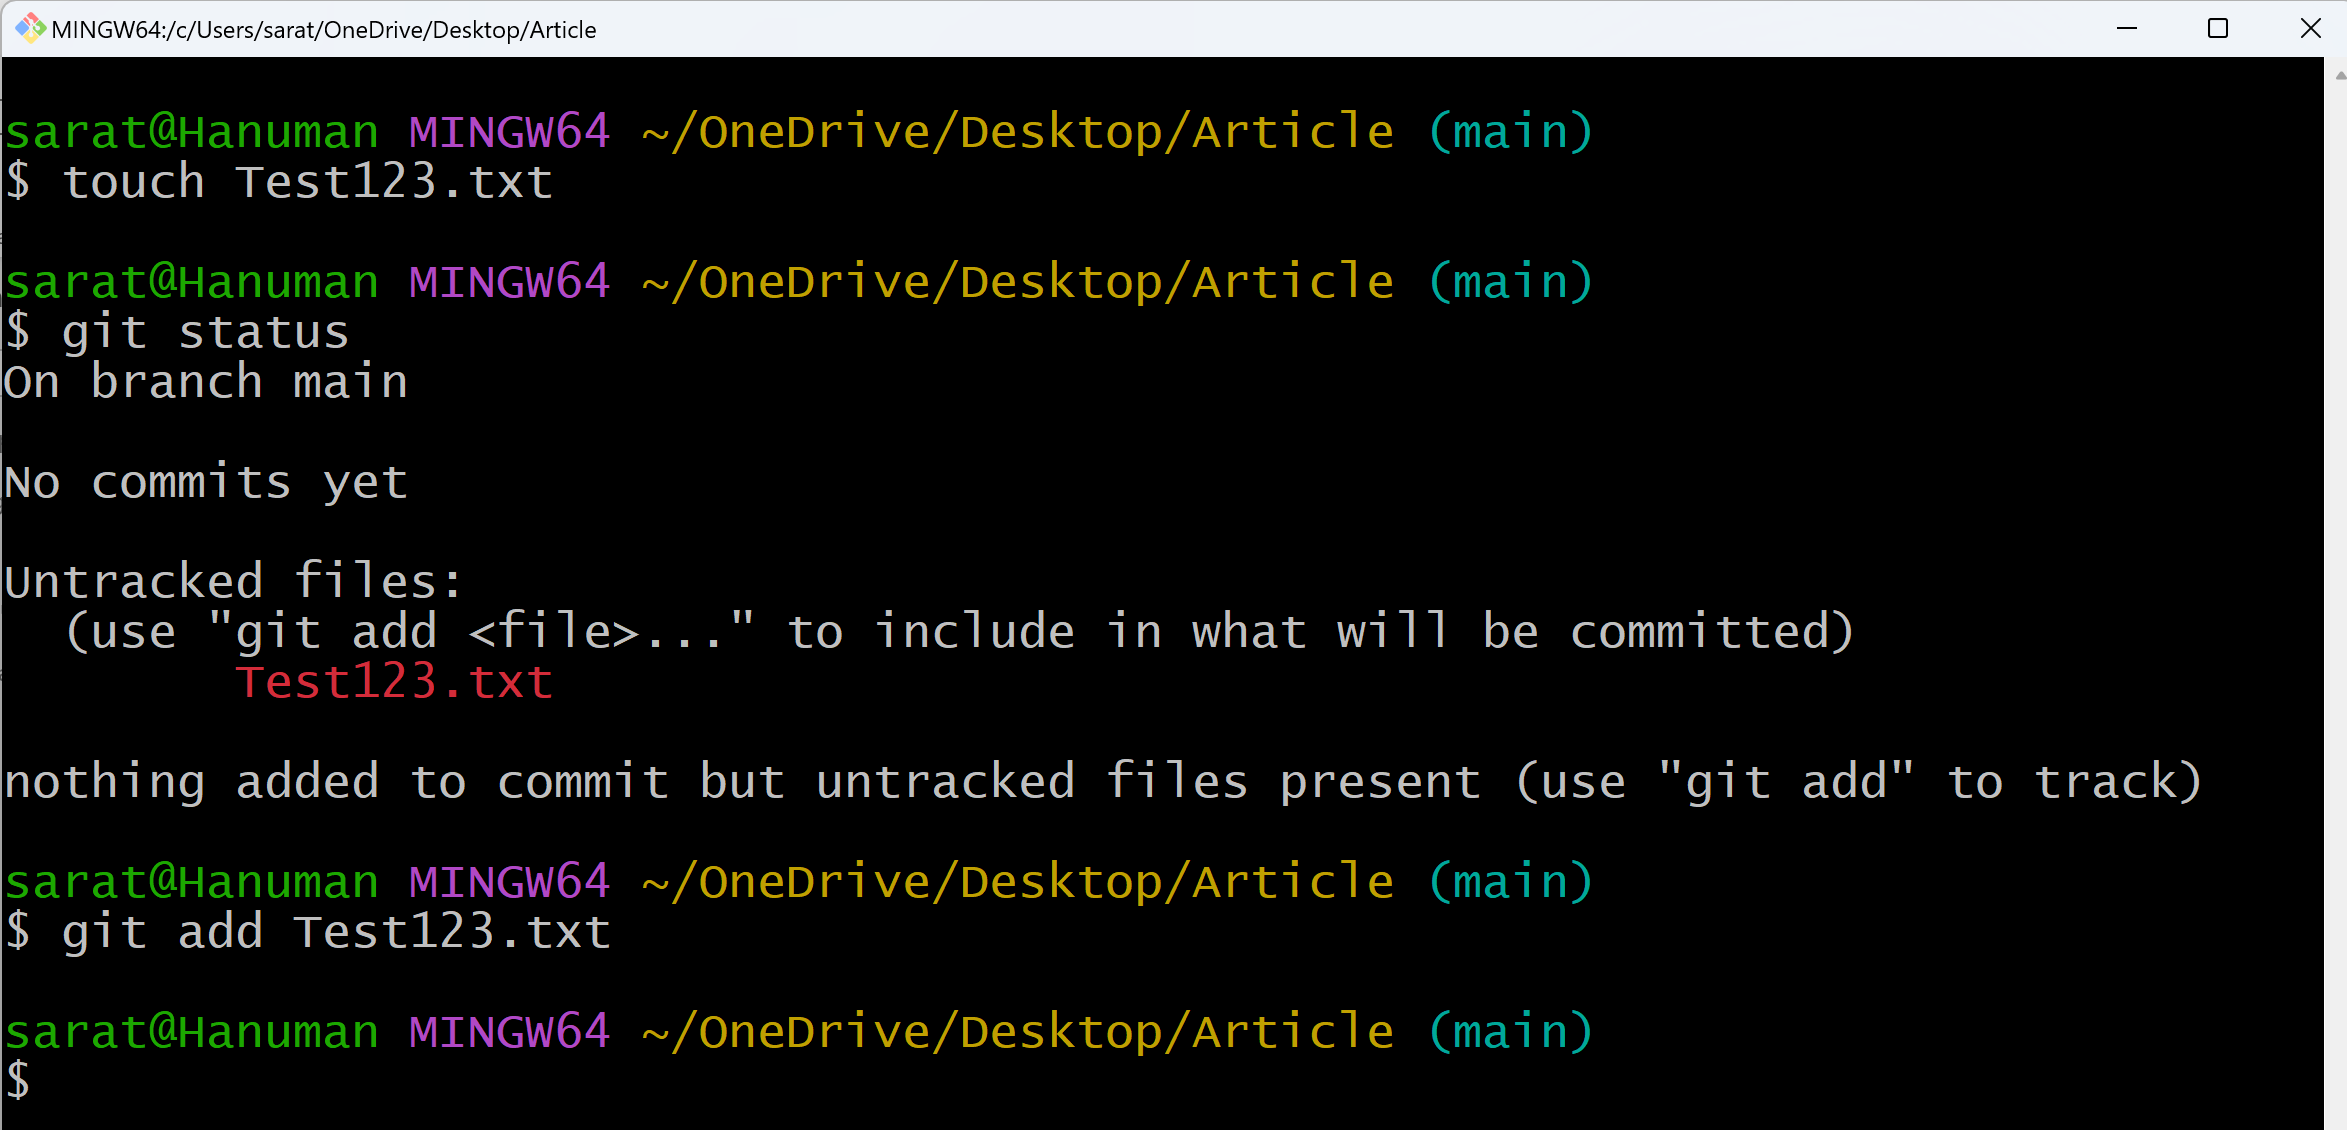 MINGW64:/c/Users/sarat/OneDrive/Desktop/Article
sarat@Hanuman MINGW64 ~/OneDrive/Desktop/Article (main)
$ touch Test123.txt
sarat@Hanuman MINGW64 ~/OneDrive/Desktop/Article (main)
$ git status
On branch main
No commits yet
Untracked files:
  (use "git add <file>..." to include in what will be committed)
        Test123.txt
nothing added to commit but untracked files present (use "git add" to track)
sarat@Hanuman MINGW64 ~/OneDrive/Desktop/Article (main)
$ git add Test123.txt
sarat@Hanuman MINGW64 ~/OneDrive/Desktop/Article (main)
$